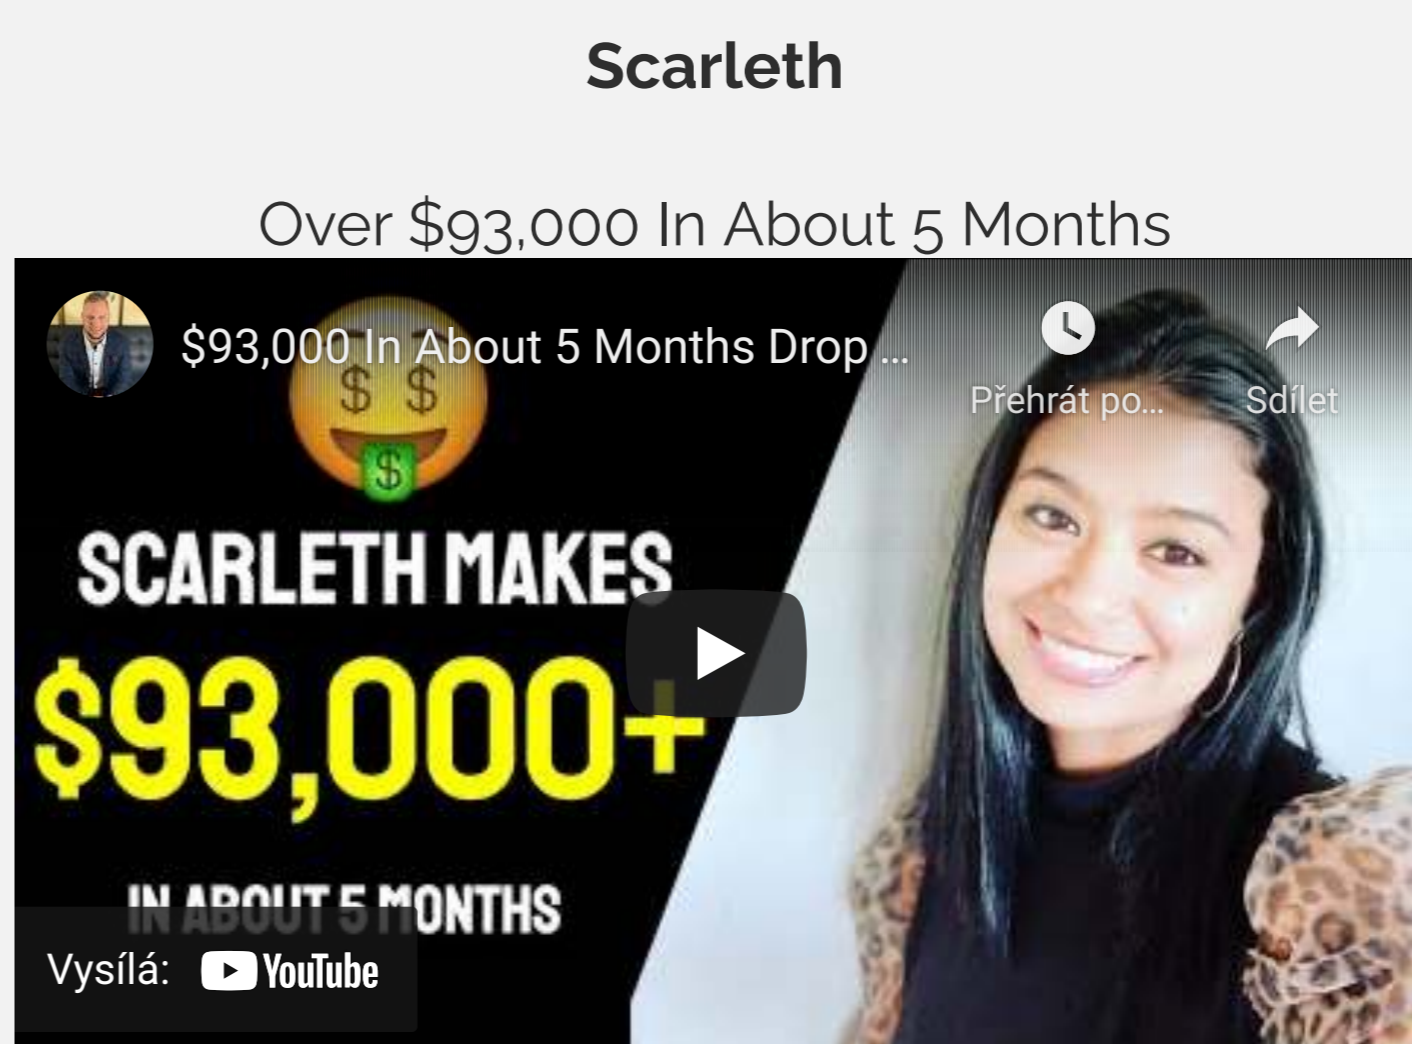 Scarleth
Over $93,000 In About 5 Months
$93,000 In About 5 Months Drop ...
Přehrát po...
Sdílet
$ $
$
SCARLETH MAKES
$93,000+
IN ABOUT 5 MONTHS
Vysílá: YouTube